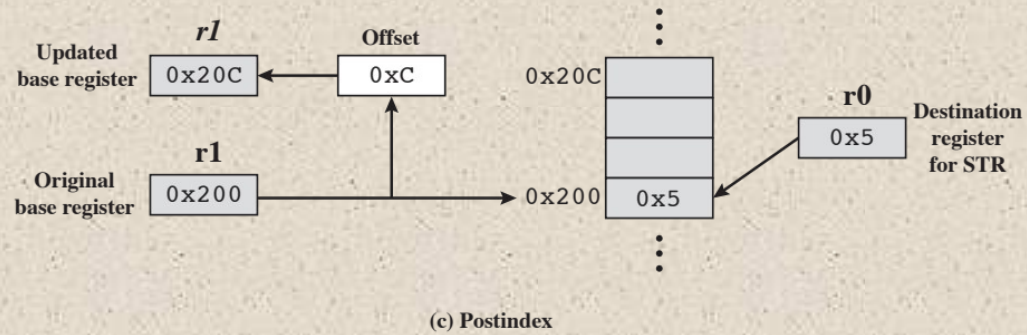 r1
Offset
Updated
base register
0x20C
0xC
0x20C
r0
0x5
Destination
register
for STR
r1
Original
base register
0x200
0x200
0x5
(c) Postindex